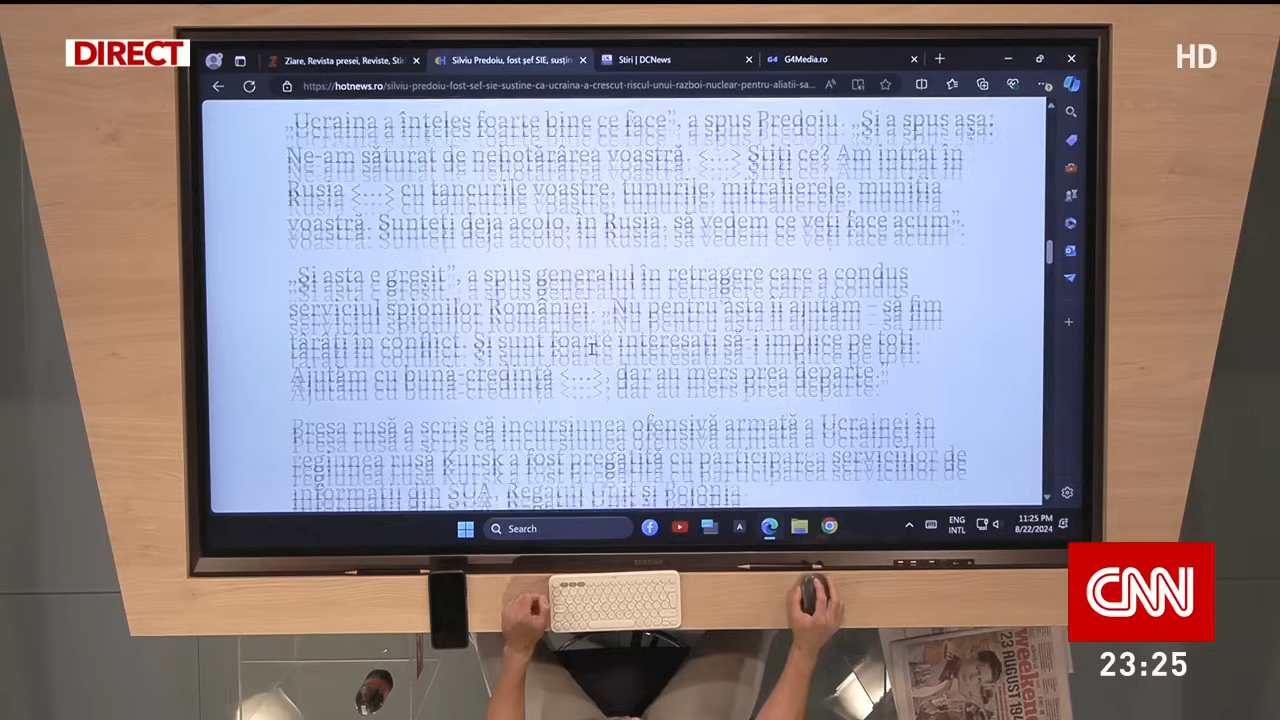 DIRECT
HD
Ziare, Revista presei, Reviste, Stir
Silviu Predoiu, fost șef SIE, susțin
Stiri | DCNews
G4 G4Media.ro
https://hotnews.ro/silviu-predoiu-fost-sef-sie-sustine-ca-ucraina-a-crescut-riscul-unui-razboi-nuclear-pentru-aliatii-sa...
„Ucraina a înțeles foarte bine ce face”, a spus Predoiu. „Și a spus așa:
Ne-am săturat de nehotărârea voastră. <...> Știți ce? Am intrat în
Rusia <...> cu tancurile voastre, tunurile, mitralierele, muniția
voastră. Sunteți deja acolo, în Rusia, să vedem ce veți face acum”.
„Și asta e greșit”, a spus generalul în retragere care a condus
serviciul spionilor României. „Nu pentru asta îi ajutăm – să fim
târâți în conflict. Și sunt foarte interesați să-i implice pe toți.
Ajutăm cu bună-credință <...>, dar au mers prea departe.”
Presa rusă a scris că incursiunea ofensivă armată a Ucrainei în
regiunea rusă Kursk a fost pregătită cu participarea serviciilor de
informații din SUA, Regatul Unit și Polonia.
Search
ENG
INTL
11:25 PM
8/22/2024
CNN
23:25
weekend
23 AUGUST 194